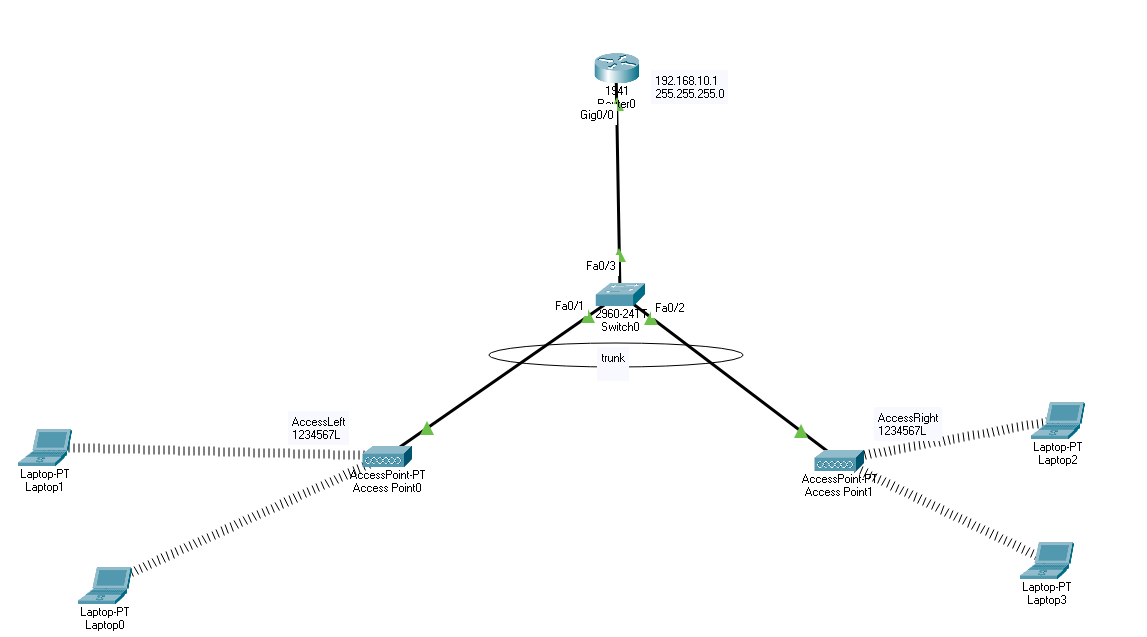 1941
Router0
192.168.10.1
255.255.255.0
Gig0/0
Fa0/3
Fa0/1
Fa0/2
Switch0
trunk
AccessLeft
1234567L
AccessRight
1234567L
Laptop-PT
Laptop1
AccessPoint-PT
Access Point0
AccessPoint-PT
Access Point1
Laptop-PT
Laptop2
Laptop-PT
Laptop0
Laptop-PT
Laptop3